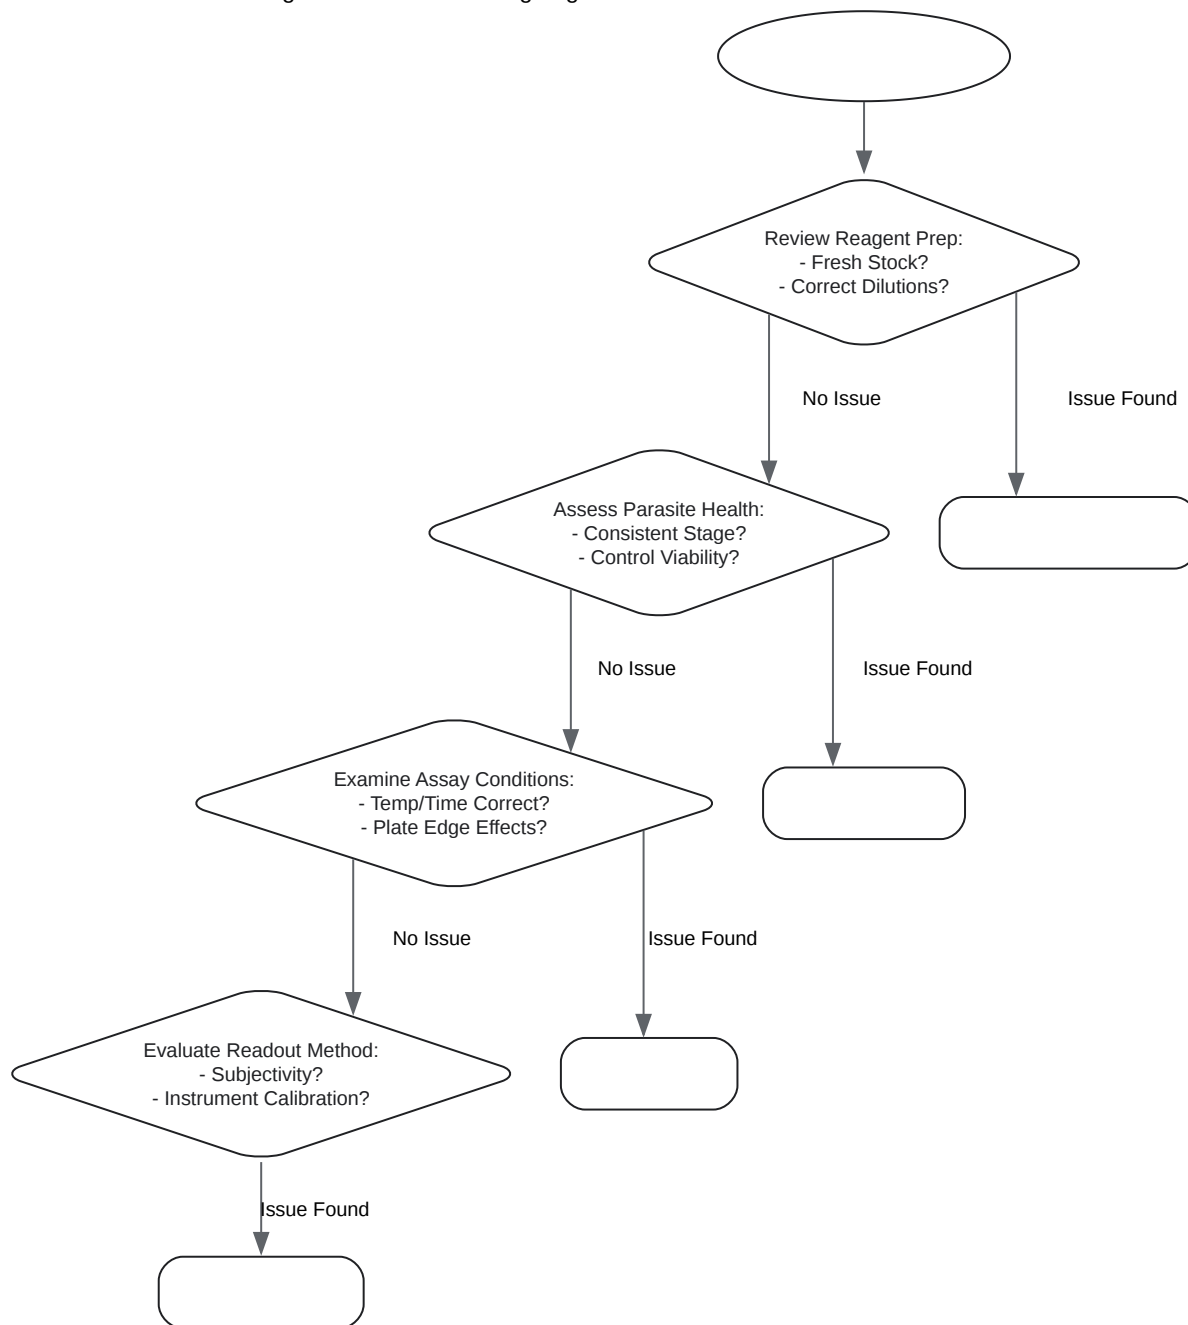 Review Reagent Prep:
- Fresh Stock?
- Correct Dilutions?
No Issue
Issue Found
Assess Parasite Health:
- Consistent Stage?
- Control Viability?
No Issue
Issue Found
Examine Assay Conditions:
- Temp/Time Correct?
- Plate Edge Effects?
No Issue
Issue Found
Evaluate Readout Method:
- Subjectivity?
- Instrument Calibration?
Issue Found